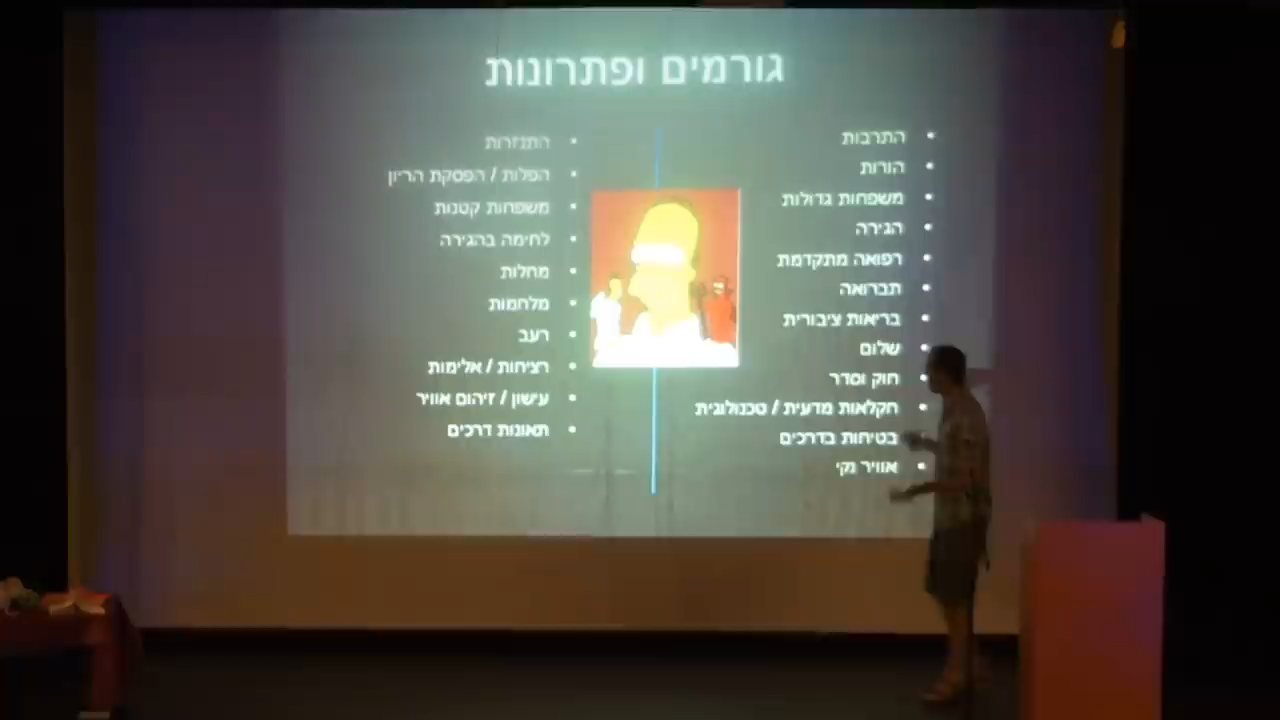 גורמים ופתרונות
התרבות
הורות
משפחות גדולות
הגירה
רפואה מתקדמת
תברואה
בריאות ציבורית
שלום
חוק וסדר
חקלאות מדעית / טכנולוגית
בטיחות בדרכים
אוויר נקי
התנזרות
הפלות / הפסקת הריון
משפחות קטנות
לחימה בהגירה
מחלות
מלחמות
רעב
רציחות / אלימות
עישון / זיהום אוויר
תאונות דרכים